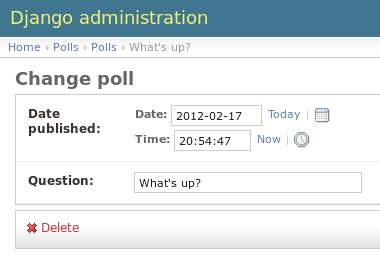 Django administration
Home › Polls › Polls › What's up?
Change poll
Date published:
Date: 2012-02-17 Today |
Time: 20:54:47 Now |
Question: What's up?
Delete